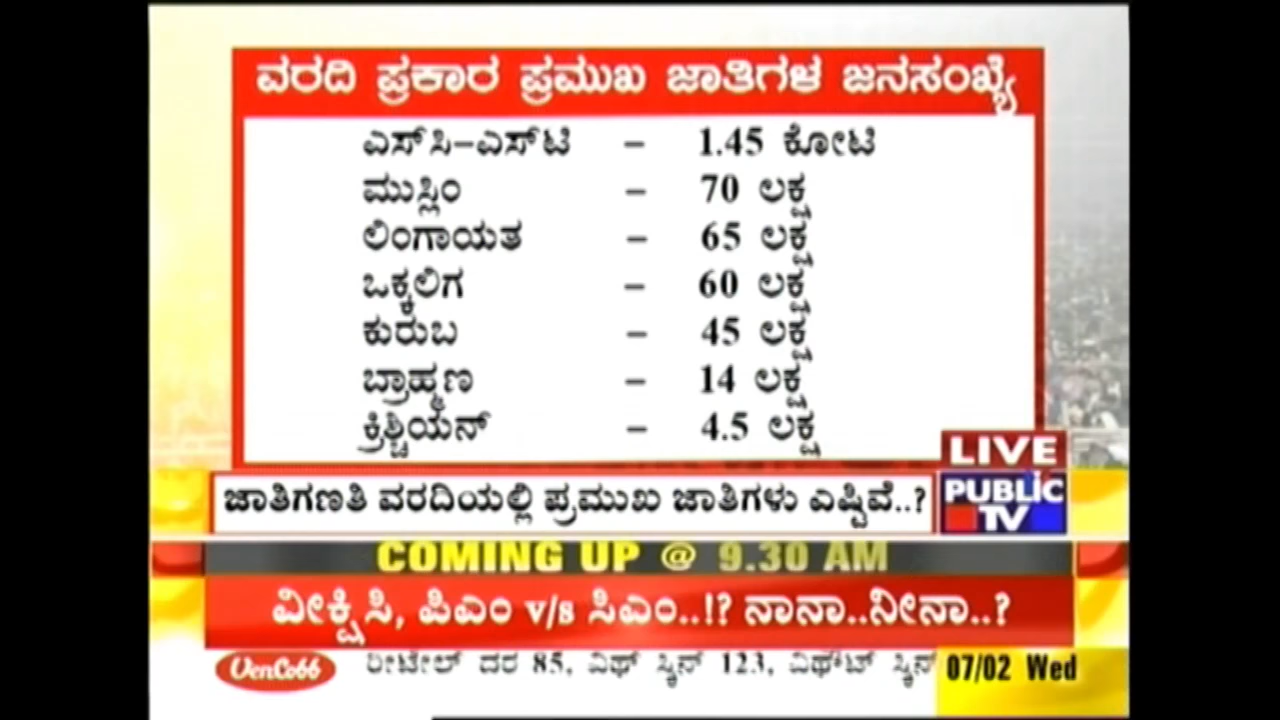 ವರದಿ ಪ್ರಕಾರ ಪ್ರಮುಖ ಜಾತಿಗಳ ಜನಸಂಖ್ಯೆ
ಎಸ್‌ಸಿ-ಎಸ್‌ಟಿ - 1.45 ಕೋಟಿ
ಮುಸ್ಲಿಂ - 70 ಲಕ್ಷ
ಲಿಂಗಾಯತ - 65 ಲಕ್ಷ
ಒಕ್ಕಲಿಗ - 60 ಲಕ್ಷ
ಕುರುಬ - 45 ಲಕ್ಷ
ಬ್ರಾಹ್ಮಣ - 14 ಲಕ್ಷ
ಕ್ರಿಶ್ಚಿಯನ್ - 4.5 ಲಕ್ಷ
LIVE
ಜಾತಿಗಣತಿ ವರದಿಯಲ್ಲಿ ಪ್ರಮುಖ ಜಾತಿಗಳು ಎಷ್ಟಿವೆ..?
PUBLiC
TV
COMING UP @ 9.30 AM
ವೀಕ್ಷಿಸಿ, ಪಿಎಂ v/s ಸಿಎಂ..!? ನಾನಾ..ನೀನಾ..?
VenCo66 ರೀಟೇಲ್ ದರ 85, ವಿಥ್ ಸ್ಕಿನ್ 123, ವಿಥೌಟ್ ಸ್ಕಿನ್ 07/02 Wed